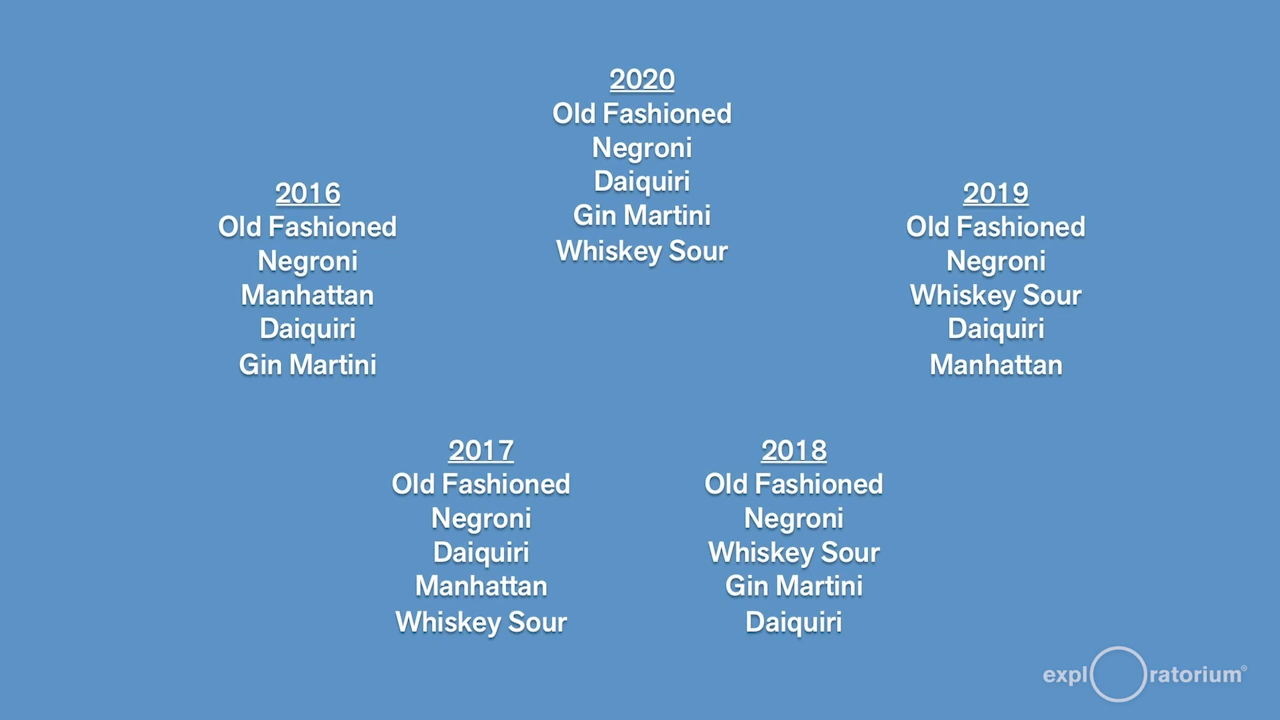 2020
Old Fashioned
Negroni
Daiquiri
Gin Martini
Whiskey Sour
2016
Old Fashioned
Negroni
Manhattan
Daiquiri
Gin Martini
2019
Old Fashioned
Negroni
Whiskey Sour
Daiquiri
Manhattan
2017
Old Fashioned
Negroni
Daiquiri
Manhattan
Whiskey Sour
2018
Old Fashioned
Negroni
Whiskey Sour
Gin Martini
Daiquiri
exploratorium®